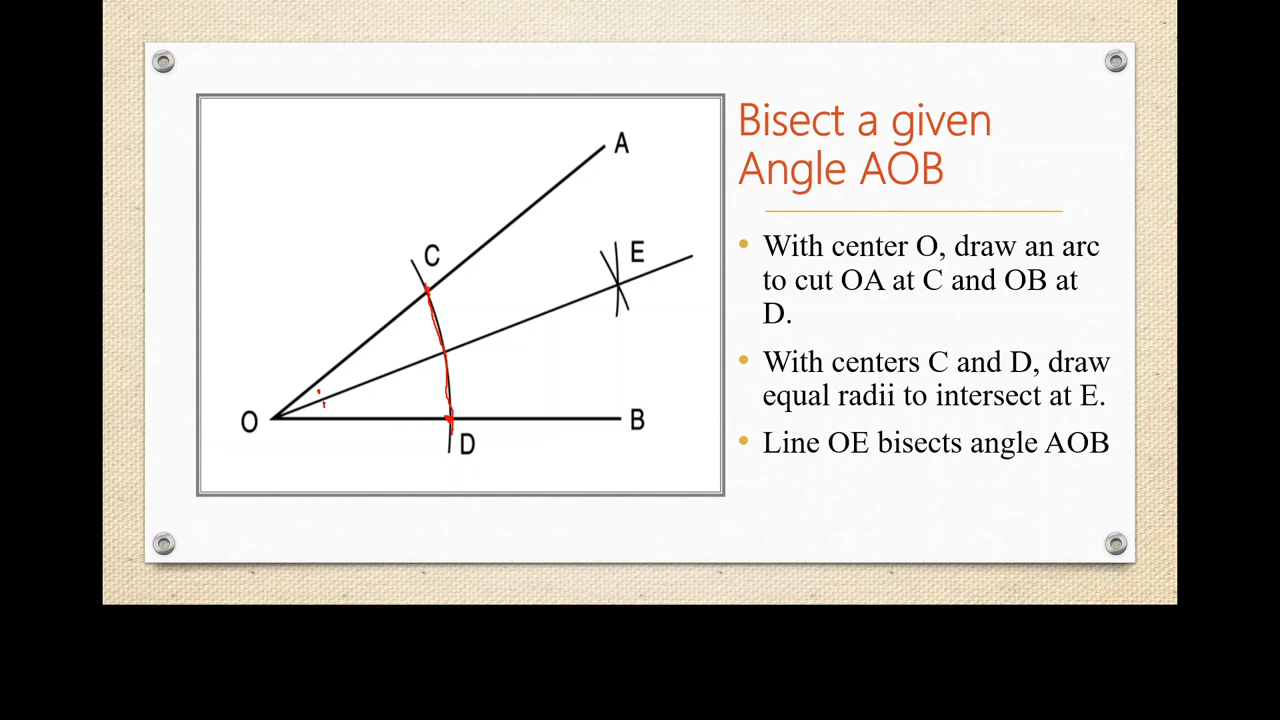 Bisect a given
Angle AOB
• With center O, draw an arc
to cut OA at C and OB at
D.
• With centers C and D, draw
equal radii to intersect at E.
• Line OE bisects angle AOB
A
C
E
O
B
D